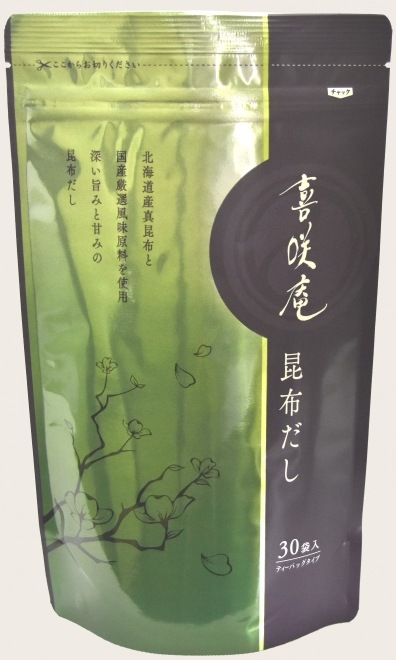 ここからお切りください
チャック
喜咲庵
昆布だし
北海道産真昆布と
国産厳選風味原料を使用
深い旨みと甘みの
昆布だし
30袋入
ティーバッグタイプ